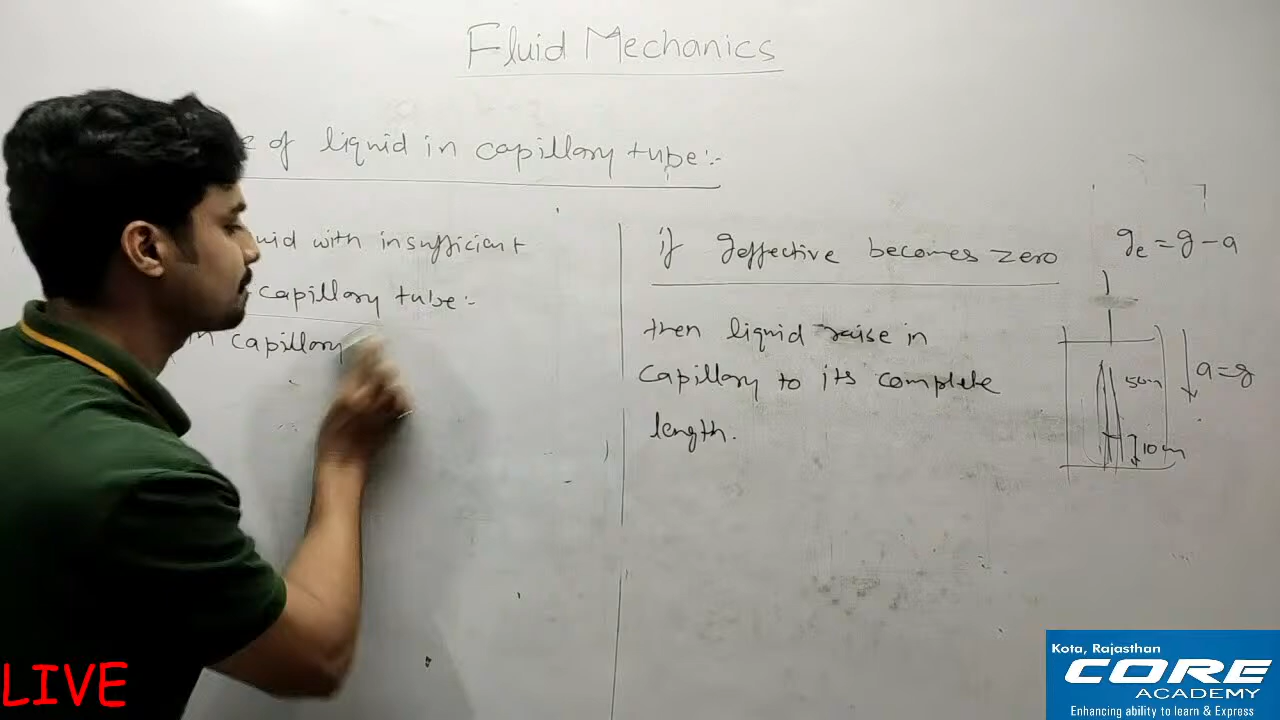 Fluid Mechanics
e of liquid in capillary tube:-
uid with insufficient
capillary tube:-
in capillary
if geffective becomes zero
then liquid raise in
capillary to its complete
length.
ge = g - a
50cm
a=g
10cm
LIVE
Kota, Rajasthan
CORE
ACADEMY
Enhancing ability to learn & Express